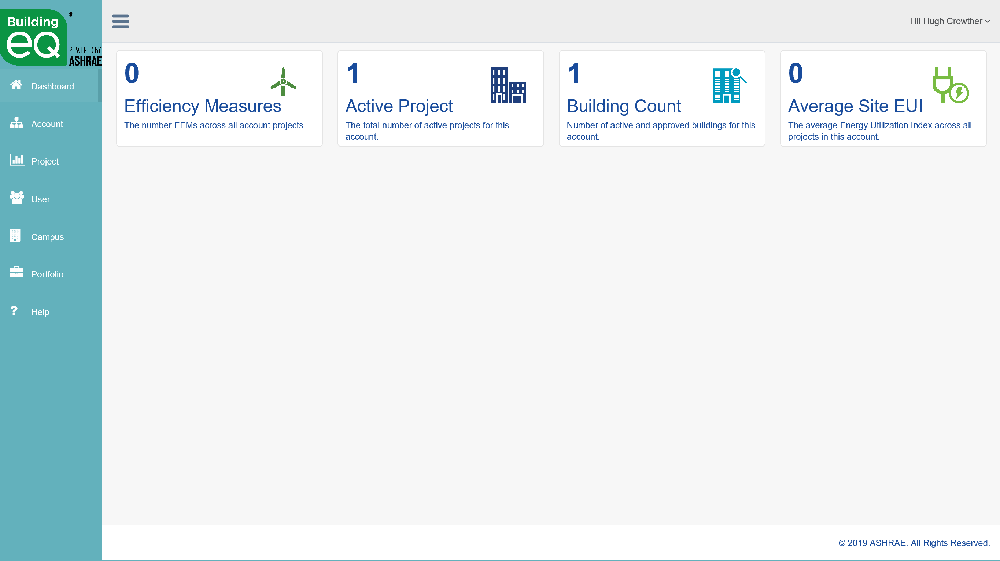 Building
eQ
®
POWERED BY
ASHRAE
Hi! Hugh Crowther
Dashboard
Account
Project
User
Campus
Portfolio
Help
0
Efficiency Measures
The number EEMs across all account projects.
1
Active Project
The total number of active projects for this
account.
1
Building Count
Number of active and approved buildings for this
account.
0
Average Site EUI
The average Energy Utilization Index across all
projects in this account.
© 2019 ASHRAE. All Rights Reserved.